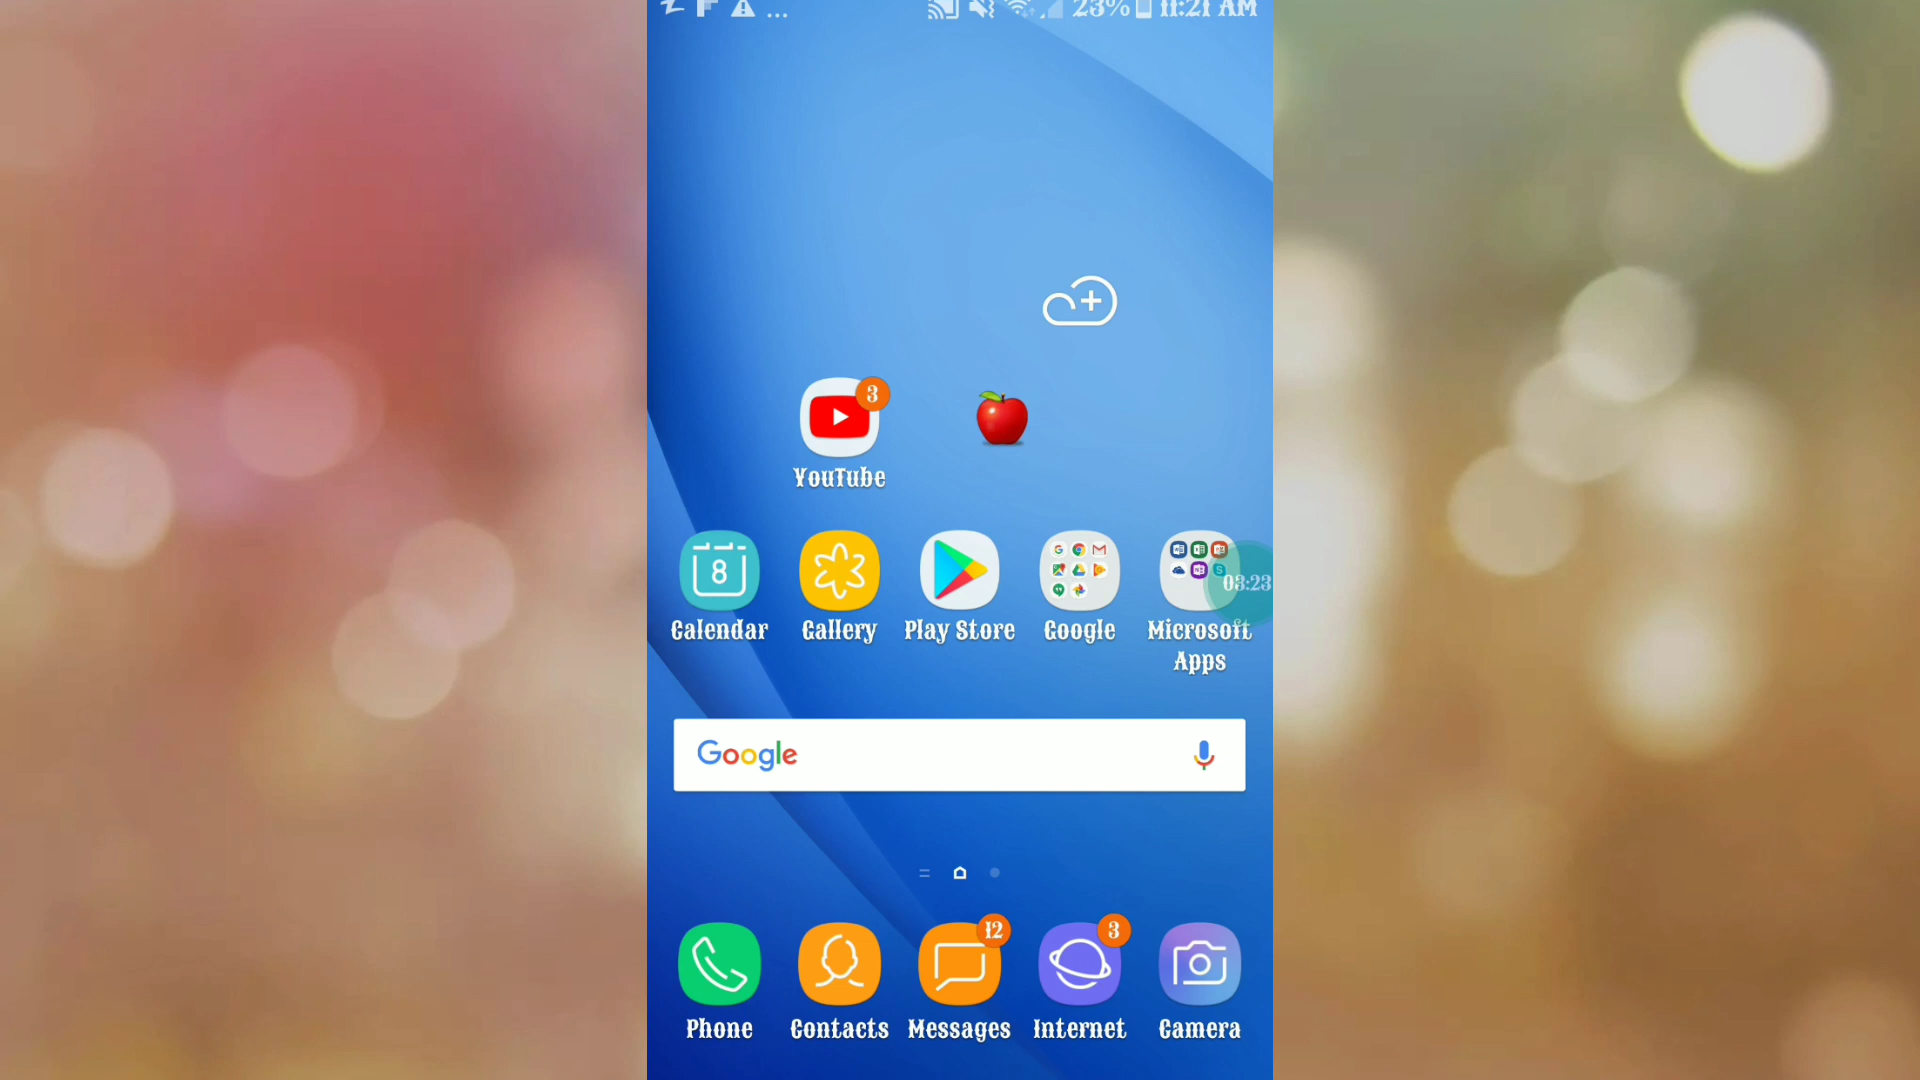 ... 23% 11:21 AM
3
YouTube
8
03:23
Calendar Gallery Play Store Google Microsoft Apps
Google
12 3
Phone Contacts Messages Internet Camera